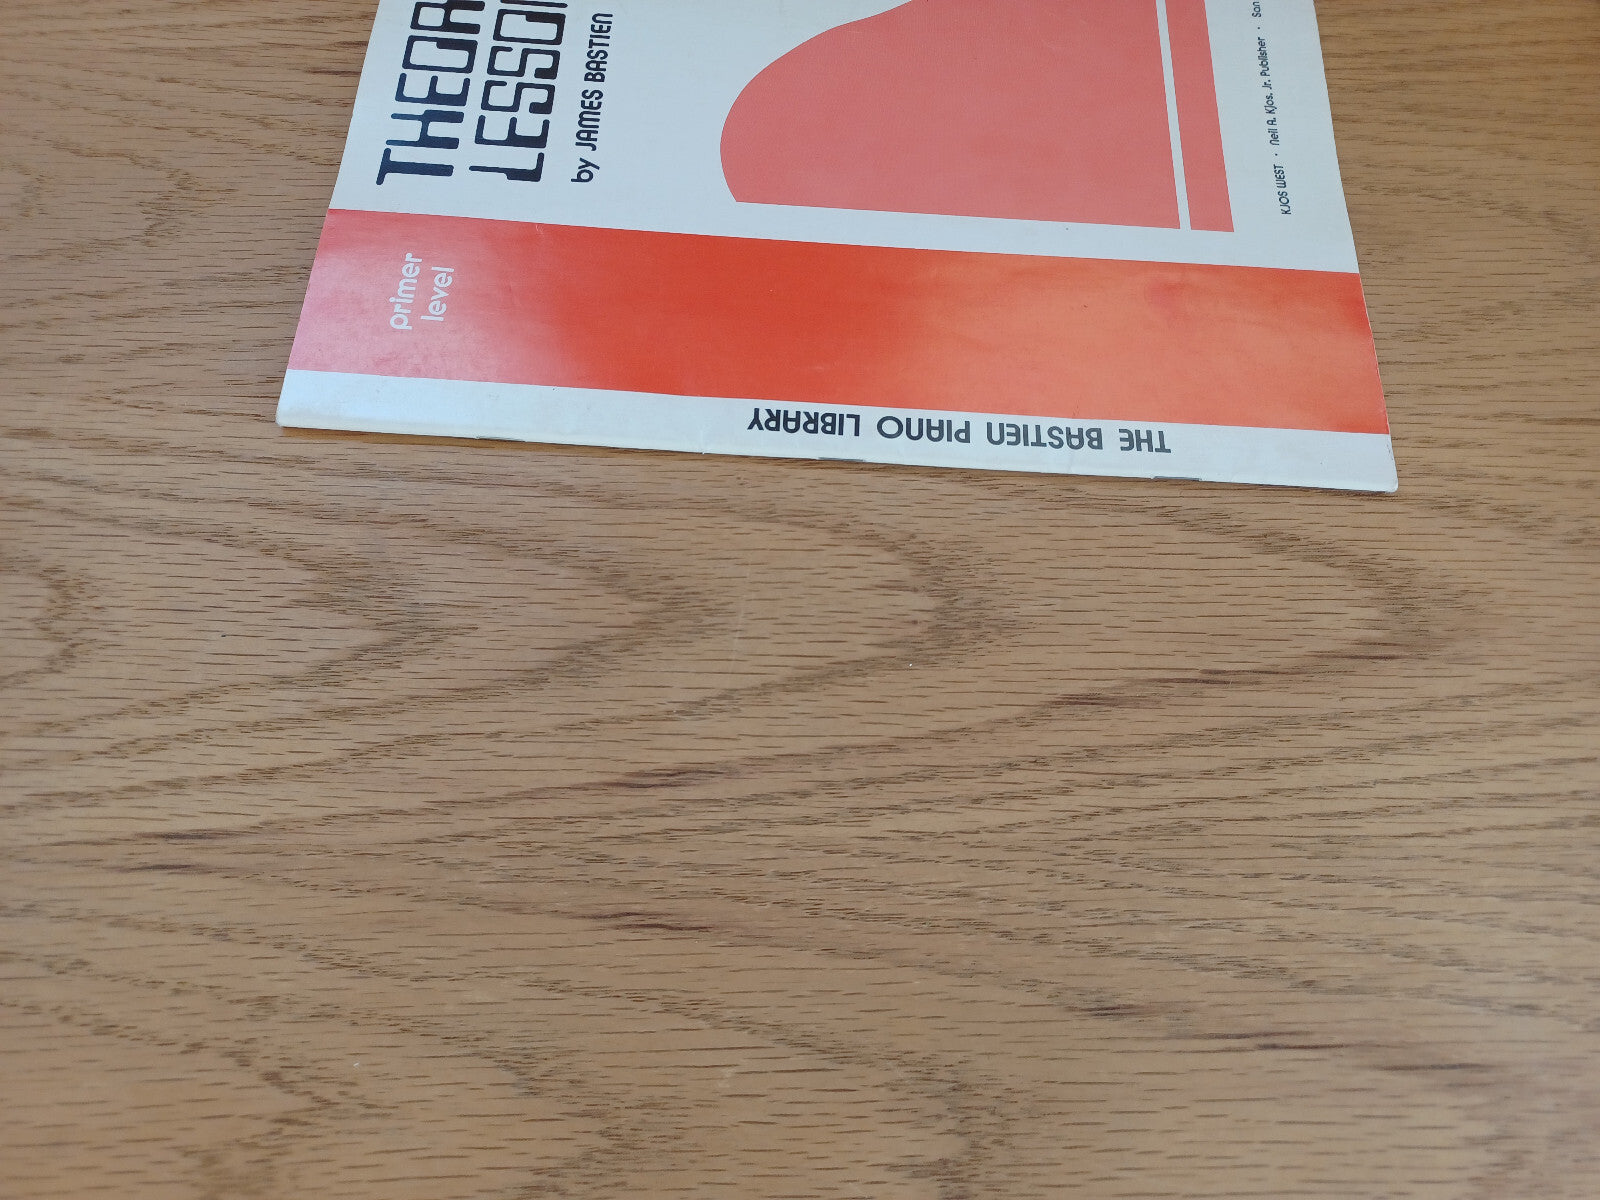 THEOR
LESSO
by JAMES BASTIEN
primer
level
THE BASTIEN PIANO LIBRARY
KJOS WEST · Neil A. Kjos, Jr. Publisher · San